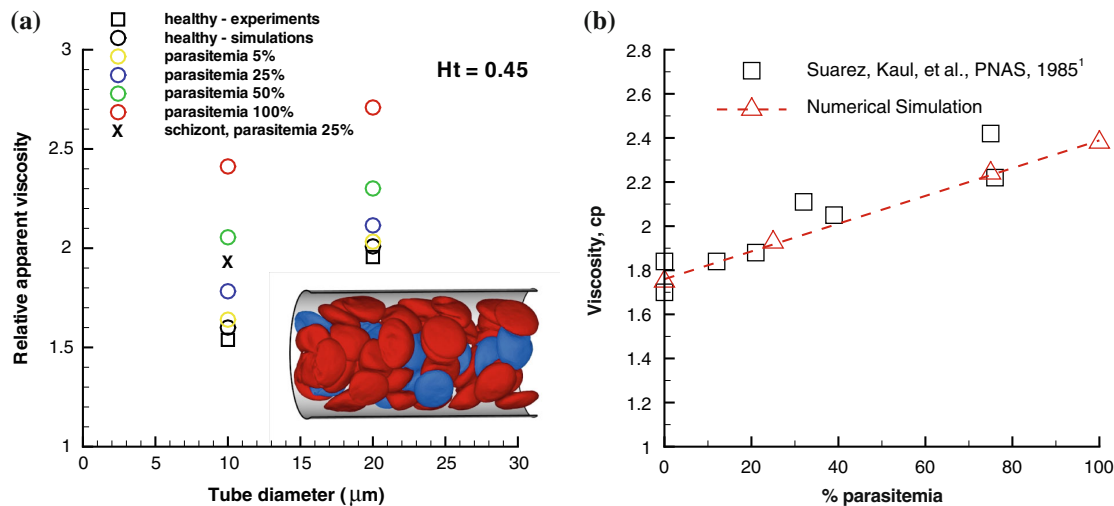 (a)
healthy - experiments
healthy - simulations
parasitemia 5%
parasitemia 25%
parasitemia 50%
parasitemia 100%
X schizont, parasitemia 25%
Ht = 0.45
X
Relative apparent viscosity
3
2.5
2
1.5
1
0 5 10 15 20 25 30
Tube diameter (μm)
(b)
Suarez, Kaul, et al., PNAS, 1985¹
Numerical Simulation
Viscosity, cp
2.8
2.6
2.4
2.2
2
1.8
1.6
1.4
1.2
1
0 20 40 60 80 100
% parasitemia